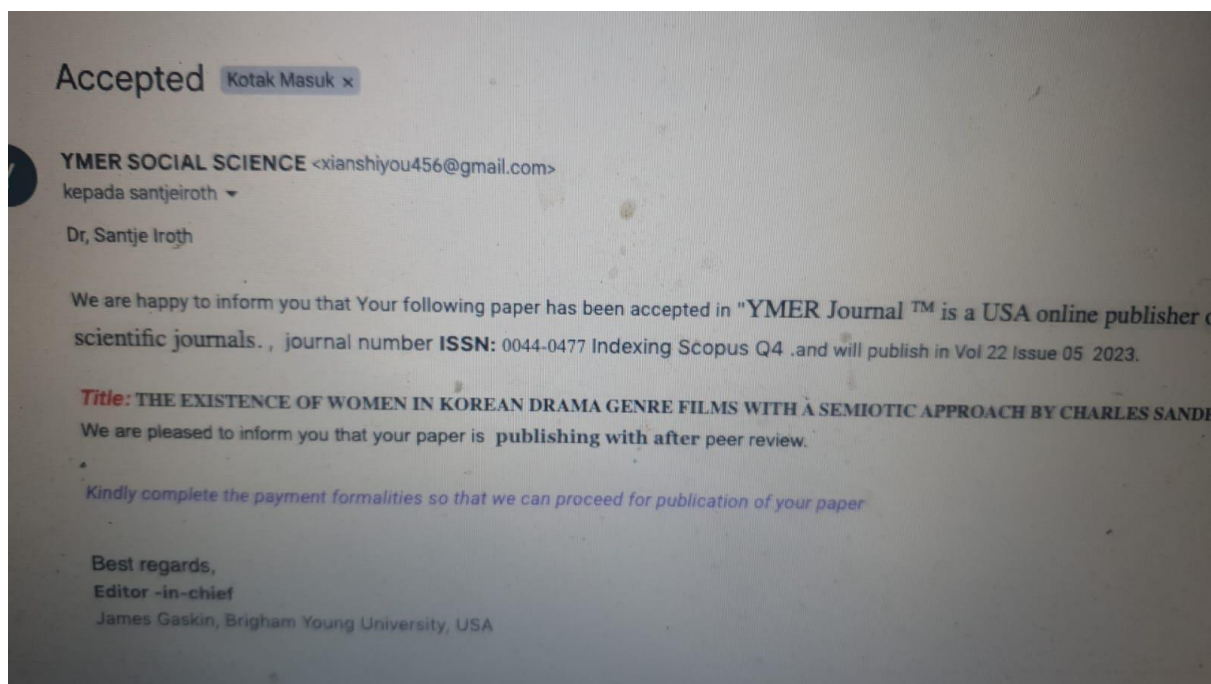 Accepted Kotak Masuk ×
YMER SOCIAL SCIENCE <xianshiyou456@gmail.com>
kepada santjeiroth
Dr, Santje Iroth
We are happy to inform you that Your following paper has been accepted in "YMER Journal ™ is a USA online publisher
scientific journals. , journal number ISSN: 0044-0477 Indexing Scopus Q4 .and will publish in Vol 22 Issue 05 2023.
Title: THE EXISTENCE OF WOMEN IN KOREAN DRAMA GENRE FILMS WITH A SEMIOTIC APPROACH BY CHARLES
We are pleased to inform you that your paper is publishing with after peer review.
Kindly complete the payment formalities so that we can proceed for publication of your paper
Best regards,
Editor -in-chief
James Gaskin, Brigham Young University, USA